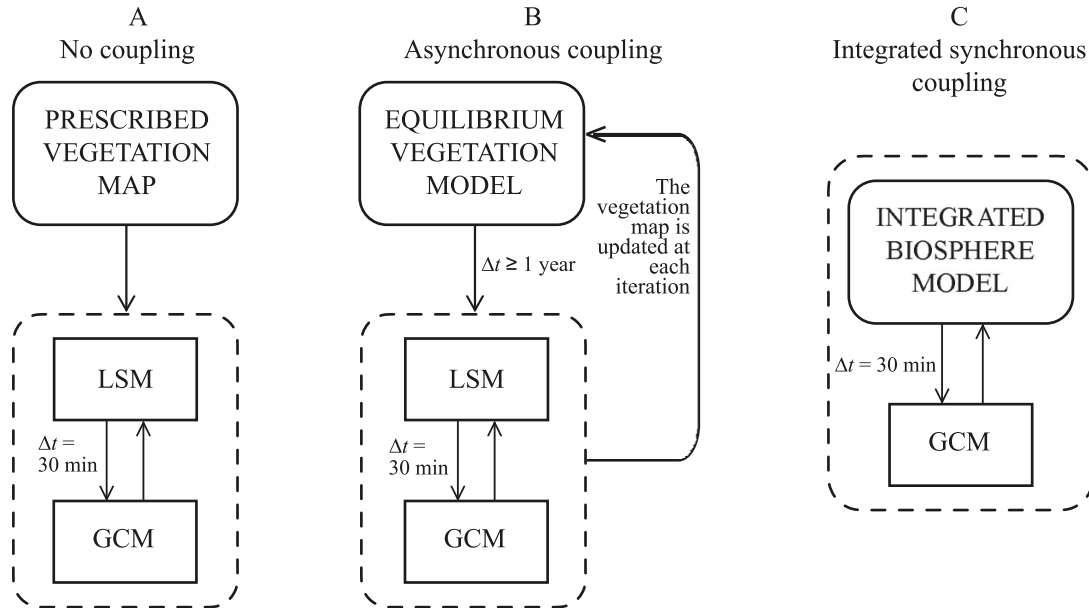 A
No coupling
PRESCRIBED
VEGETATION
MAP
LSM
Δt =
30 min
GCM
B
Asynchronous coupling
EQUILIBRIUM
VEGETATION
MODEL
The
vegetation
map is
updated at
each
iteration
Δt ≥ 1 year
LSM
Δt =
30 min
GCM
C
Integrated synchronous
coupling
INTEGRATED
BIOSPHERE
MODEL
Δt = 30 min
GCM